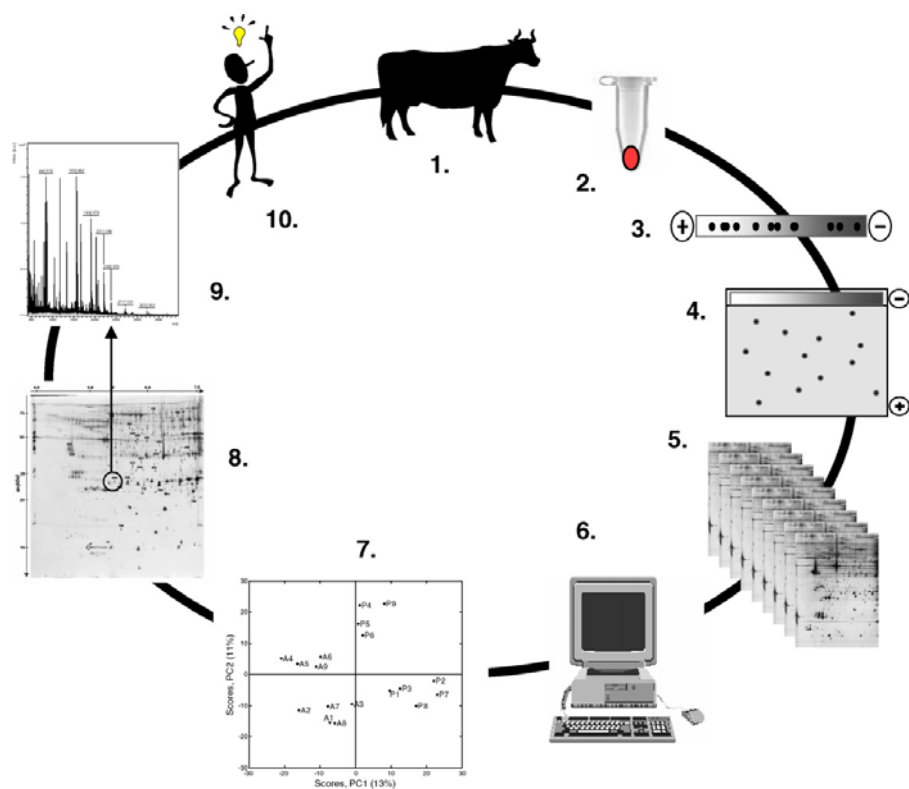 1.
2.
3.
+
−
4.
−
+
5.
6.
7.
30
20
10
0
-10
-20
-30
-30
-20
-10
0
10
20
30
Scores, PC2 (11%)
Scores, PC1 (13%)
P4
P9
P5
P6
A4
A5
A6
A9
P2
P3
P1
P7
P8
A2
A7
A3
A1
A8
8.
9.
10.